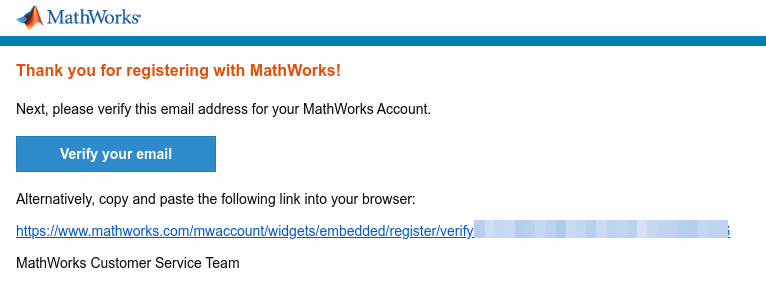 MathWorks®
Thank you for registering with MathWorks!
Next, please verify this email address for your MathWorks Account.
Verify your email
Alternatively, copy and paste the following link into your browser:
https://www.mathworks.com/mwaccount/widgets/embedded/register/verify
MathWorks Customer Service Team